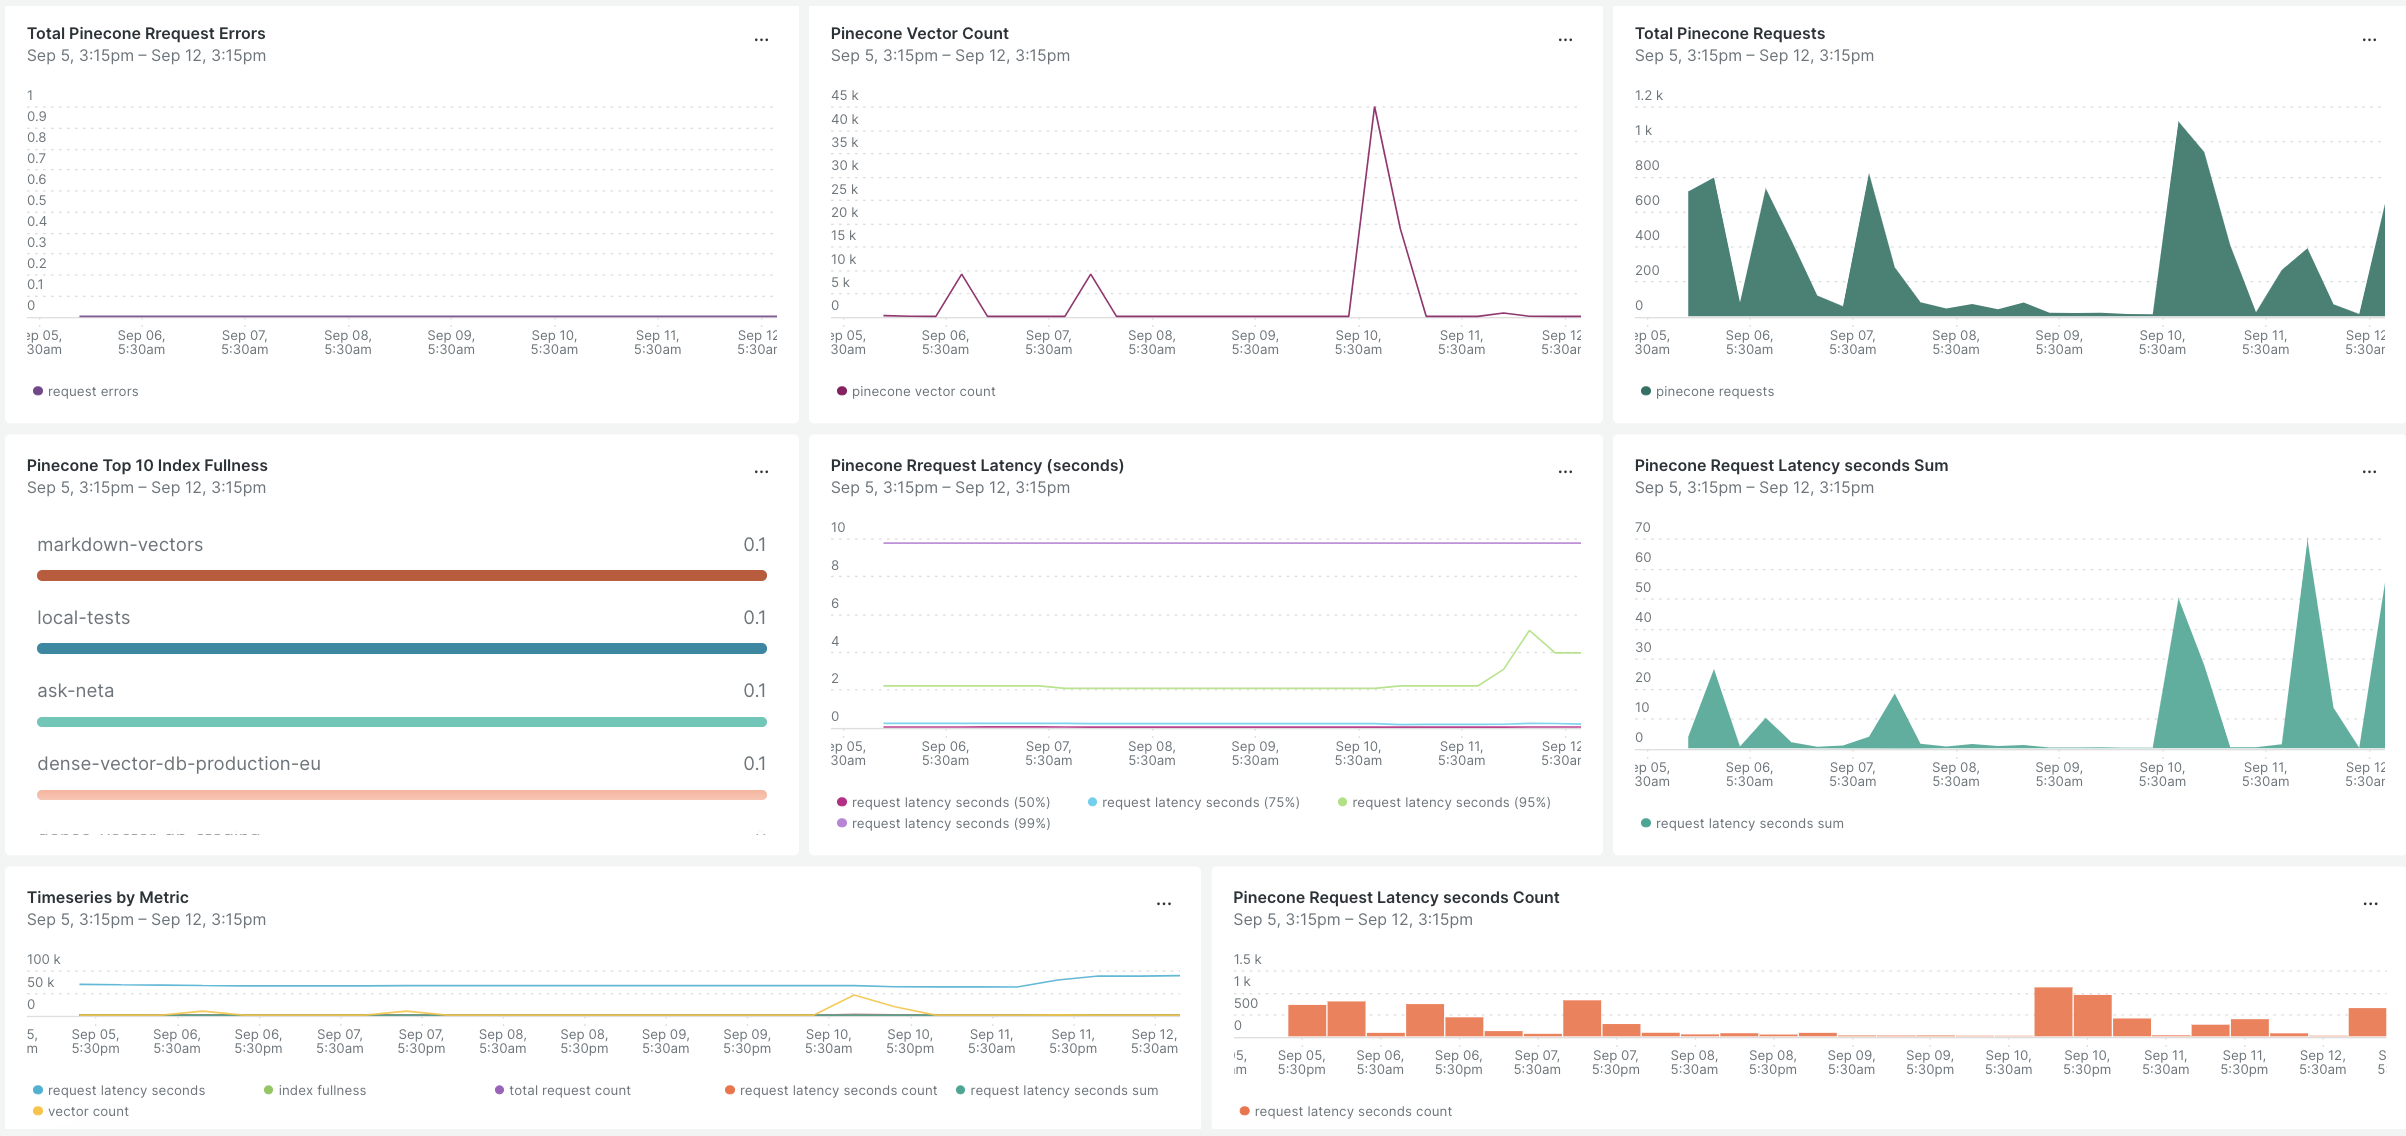 Total Pinecone Rrequest Errors
Sep 5, 3:15pm – Sep 12, 3:15pm
...
1
0.9
0.8
0.7
0.6
0.5
0.4
0.3
0.2
0.1
0
ep 05, Sep 06, Sep 07, Sep 08, Sep 09, Sep 10, Sep 11, Sep 12
30am 5:30am 5:30am 5:30am 5:30am 5:30am 5:30am 5:30ar
request errors
Pinecone Vector Count
Sep 5, 3:15pm – Sep 12, 3:15pm
...
45 k
40 k
35 k
30 k
25 k
20 k
15 k
10 k
5 k
0
ep 05, Sep 06, Sep 07, Sep 08, Sep 09, Sep 10, Sep 11, Sep 12
30am 5:30am 5:30am 5:30am 5:30am 5:30am 5:30am 5:30ar
pinecone vector count
Total Pinecone Requests
Sep 5, 3:15pm – Sep 12, 3:15pm
...
1.2 k
1 k
800
600
400
200
0
ep 05, Sep 06, Sep 07, Sep 08, Sep 09, Sep 10, Sep 11, Sep 12
30am 5:30am 5:30am 5:30am 5:30am 5:30am 5:30am 5:30ar
pinecone requests
Pinecone Top 10 Index Fullness
Sep 5, 3:15pm – Sep 12, 3:15pm
...
markdown-vectors 0.1
local-tests 0.1
ask-neta 0.1
dense-vector-db-production-eu 0.1
Pinecone Rrequest Latency (seconds)
Sep 5, 3:15pm – Sep 12, 3:15pm
...
10
8
6
4
2
0
ep 05, Sep 06, Sep 07, Sep 08, Sep 09, Sep 10, Sep 11, Sep 12
30am 5:30am 5:30am 5:30am 5:30am 5:30am 5:30am 5:30ar
request latency seconds (50%) request latency seconds (75%) request latency seconds (95%)
request latency seconds (99%)
Pinecone Request Latency seconds Sum
Sep 5, 3:15pm – Sep 12, 3:15pm
...
70
60
50
40
30
20
10
0
ep 05, Sep 06, Sep 07, Sep 08, Sep 09, Sep 10, Sep 11, Sep 12
30am 5:30am 5:30am 5:30am 5:30am 5:30am 5:30am 5:30ar
request latency seconds sum
Timeseries by Metric
Sep 5, 3:15pm – Sep 12, 3:15pm
...
100 k
50 k
0
5, Sep 05, Sep 06, Sep 06, Sep 07, Sep 07, Sep 08, Sep 08, Sep 09, Sep 09, Sep 10, Sep 10, Sep 11, Sep 11, Sep 12,
m 5:30pm 5:30am 5:30pm 5:30am 5:30pm 5:30am 5:30pm 5:30am 5:30pm 5:30am 5:30pm 5:30am 5:30pm 5:30am
request latency seconds index fullness total request count request latency seconds count request latency seconds sum
vector count
Pinecone Request Latency seconds Count
Sep 5, 3:15pm – Sep 12, 3:15pm
...
1.5 k
1 k
500
0
05, Sep 05, Sep 06, Sep 06, Sep 07, Sep 07, Sep 08, Sep 08, Sep 09, Sep 09, Sep 10, Sep 10, Sep 11, Sep 11, Sep 12, S
am 5:30pm 5:30am 5:30pm 5:30am 5:30pm 5:30am 5:30pm 5:30am 5:30pm 5:30am 5:30pm 5:30am 5:30pm 5:30am 5:
request latency seconds count